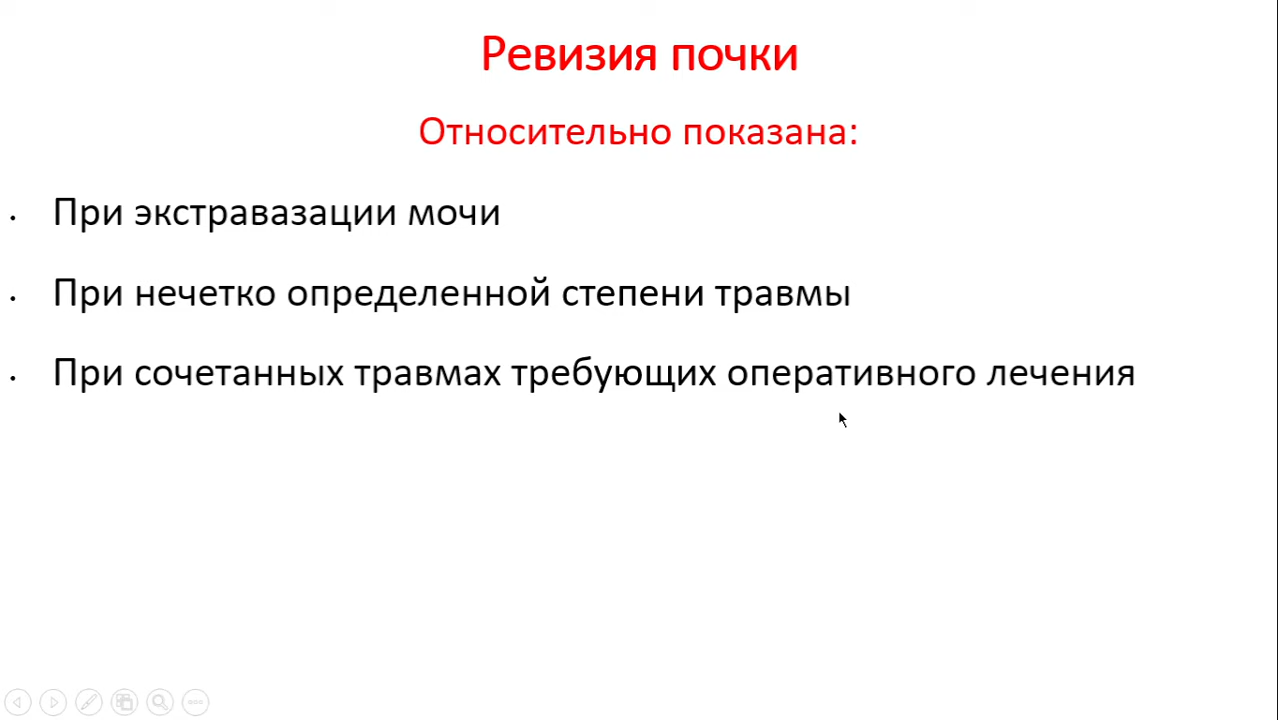 Ревизия почки
Относительно показана:
• При экстравазации мочи
• При нечетко определенной степени травмы
• При сочетанных травмах требующих оперативного лечения